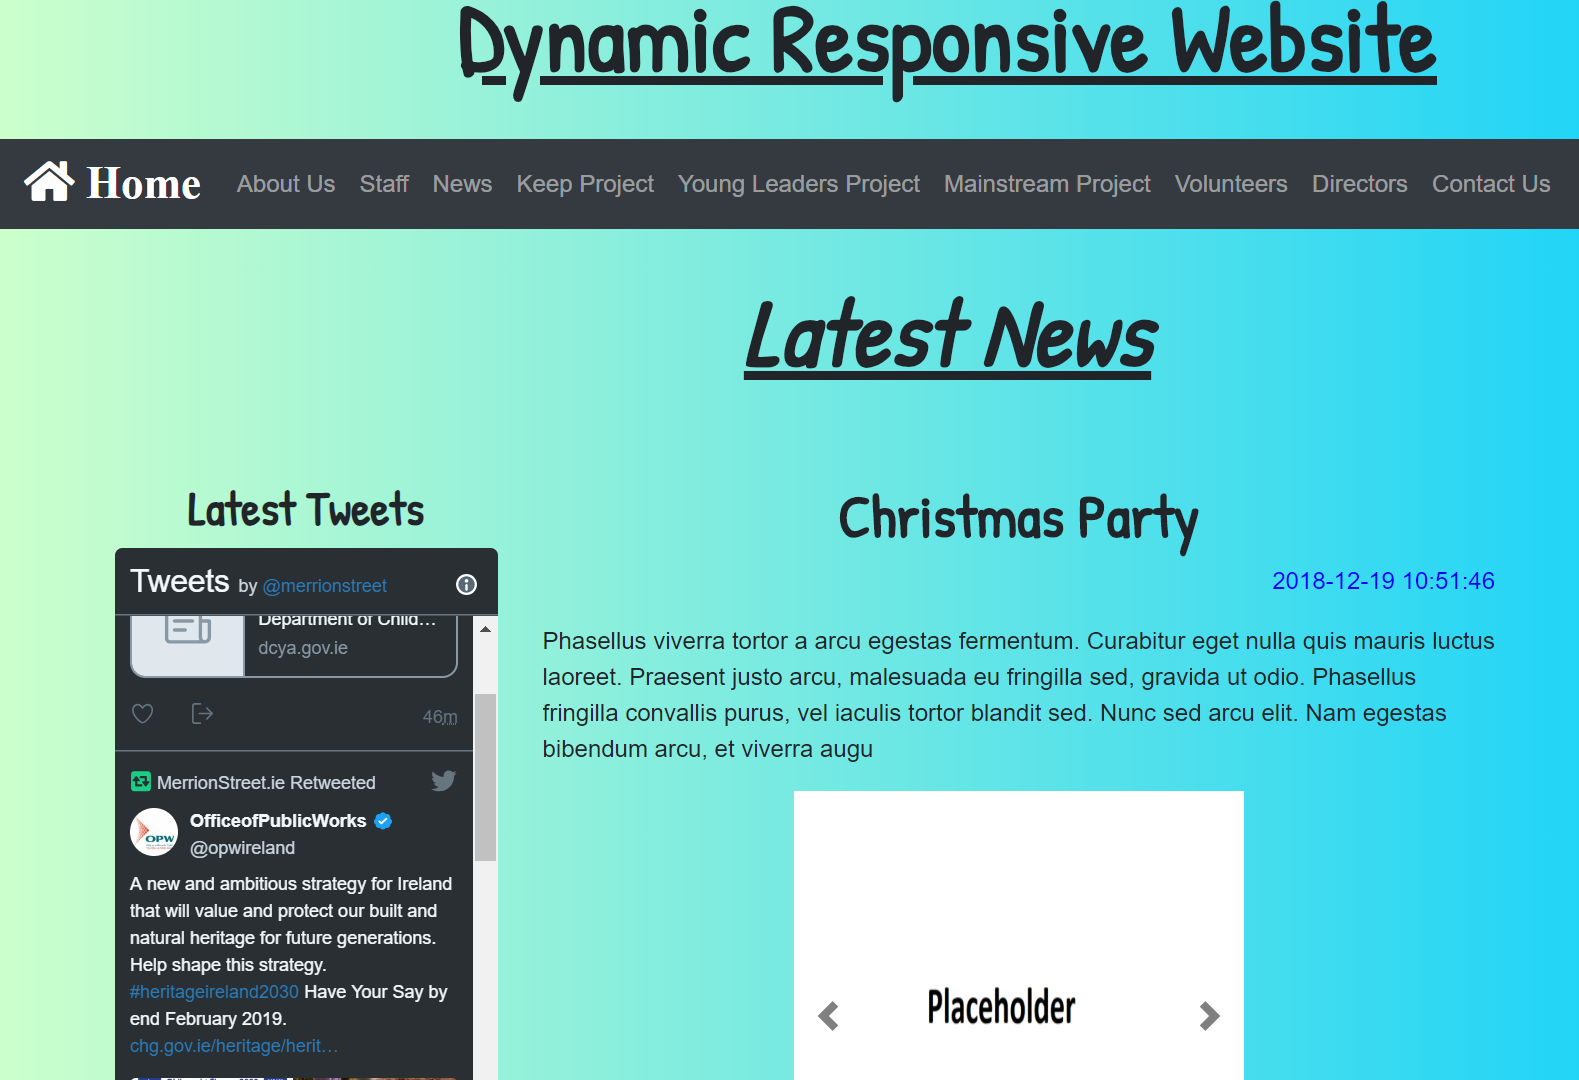 Dynamic Responsive Website
Home About Us Staff News Keep Project Young Leaders Project Mainstream Project Volunteers Directors Contact Us
Latest News
Latest Tweets
Tweets by @merrionstreet
Department of Child…
dcya.gov.ie
46m
MerrionStreet.ie Retweeted
OPW
OfficeofPublicWorks
@opwireland
A new and ambitious strategy for Ireland
that will value and protect our built and
natural heritage for future generations.
Help shape this strategy.
#heritageireland2030 Have Your Say by
end February 2019.
chg.gov.ie/heritage/herit…
Christmas Party
2018-12-19 10:51:46
Phasellus viverra tortor a arcu egestas fermentum. Curabitur eget nulla quis mauris luctus
laoreet. Praesent justo arcu, malesuada eu fringilla sed, gravida ut odio. Phasellus
fringilla convallis purus, vel iaculis tortor blandit sed. Nunc sed arcu elit. Nam egestas
bibendum arcu, et viverra augu
Placeholder